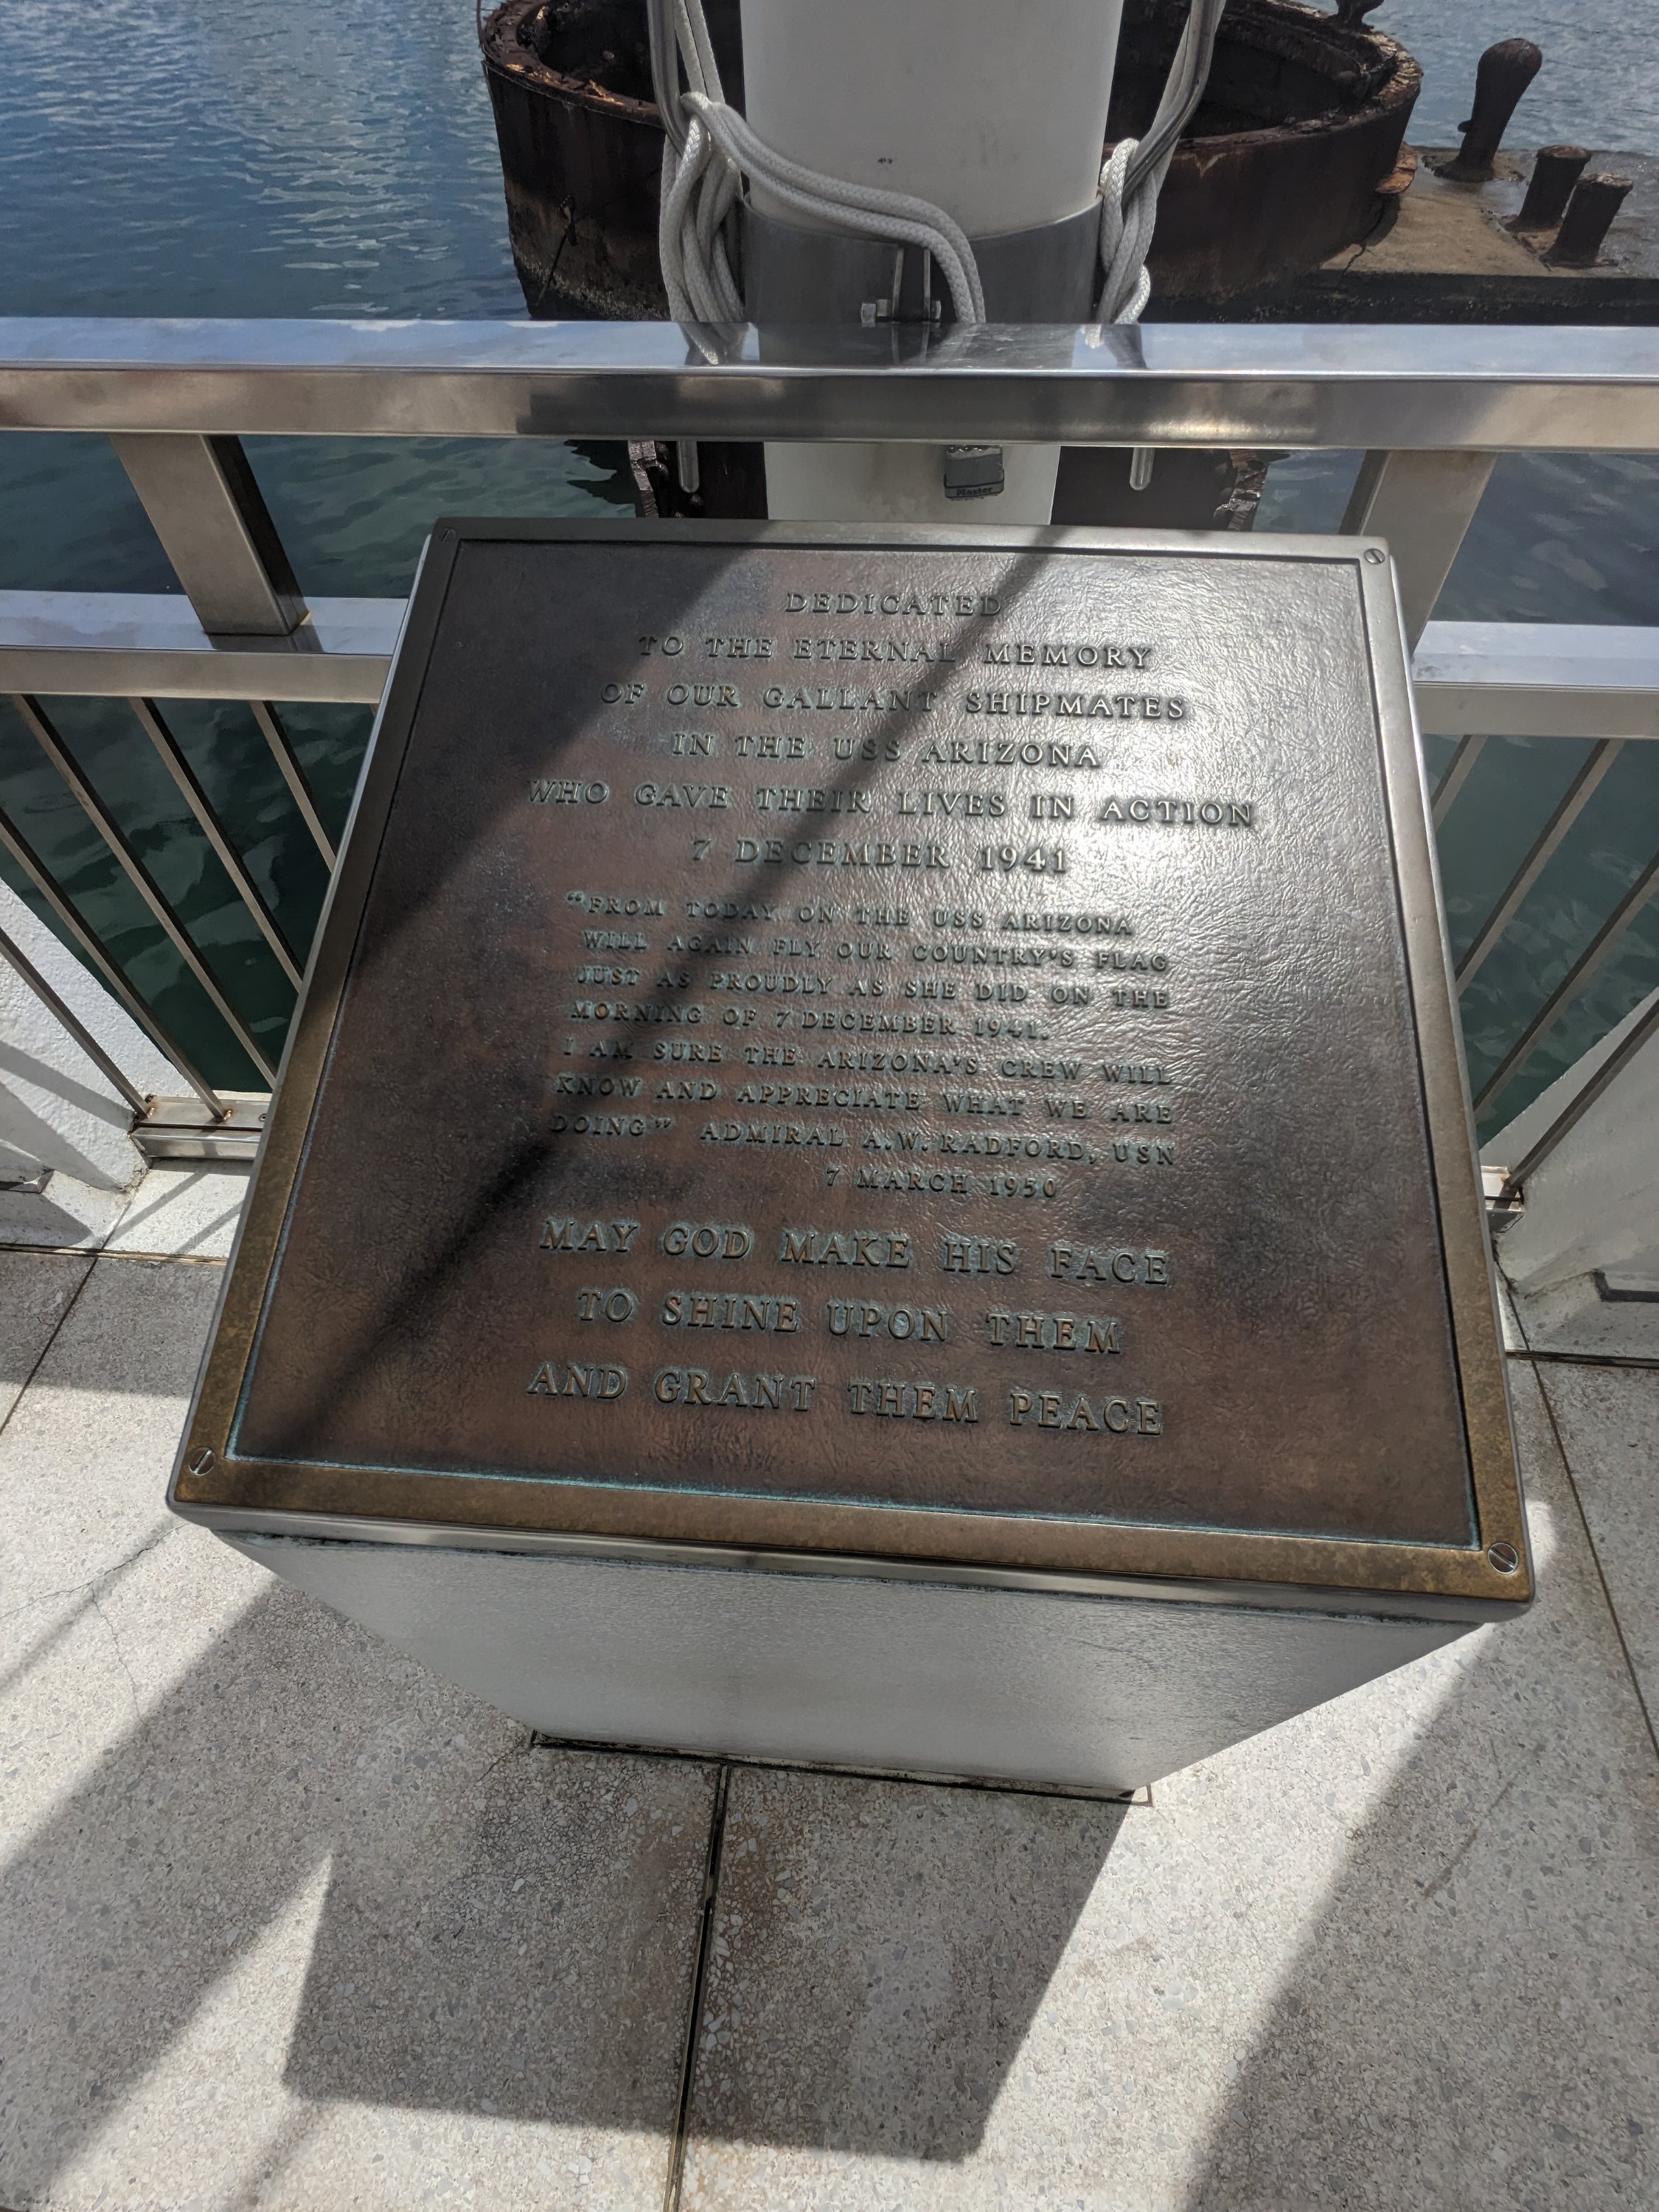 Master
DEDICATED
TO THE ETERNAL MEMORY
OF OUR GALLANT SHIPMATES
IN THE USS ARIZONA
WHO GAVE THEIR LIVES IN ACTION
7 DECEMBER 1941
"FROM TODAY ON THE USS ARIZONA
WILL AGAIN FLY OUR COUNTRY'S FLAG
JUST AS PROUDLY AS SHE DID ON THE
MORNING OF 7 DECEMBER 1941.
I AM SURE THE ARIZONA'S CREW WILL
KNOW AND APPRECIATE WHAT WE ARE
DOING" ADMIRAL A.W. RADFORD, USN
7 MARCH 1950
MAY GOD MAKE HIS FACE
TO SHINE UPON THEM
AND GRANT THEM PEACE